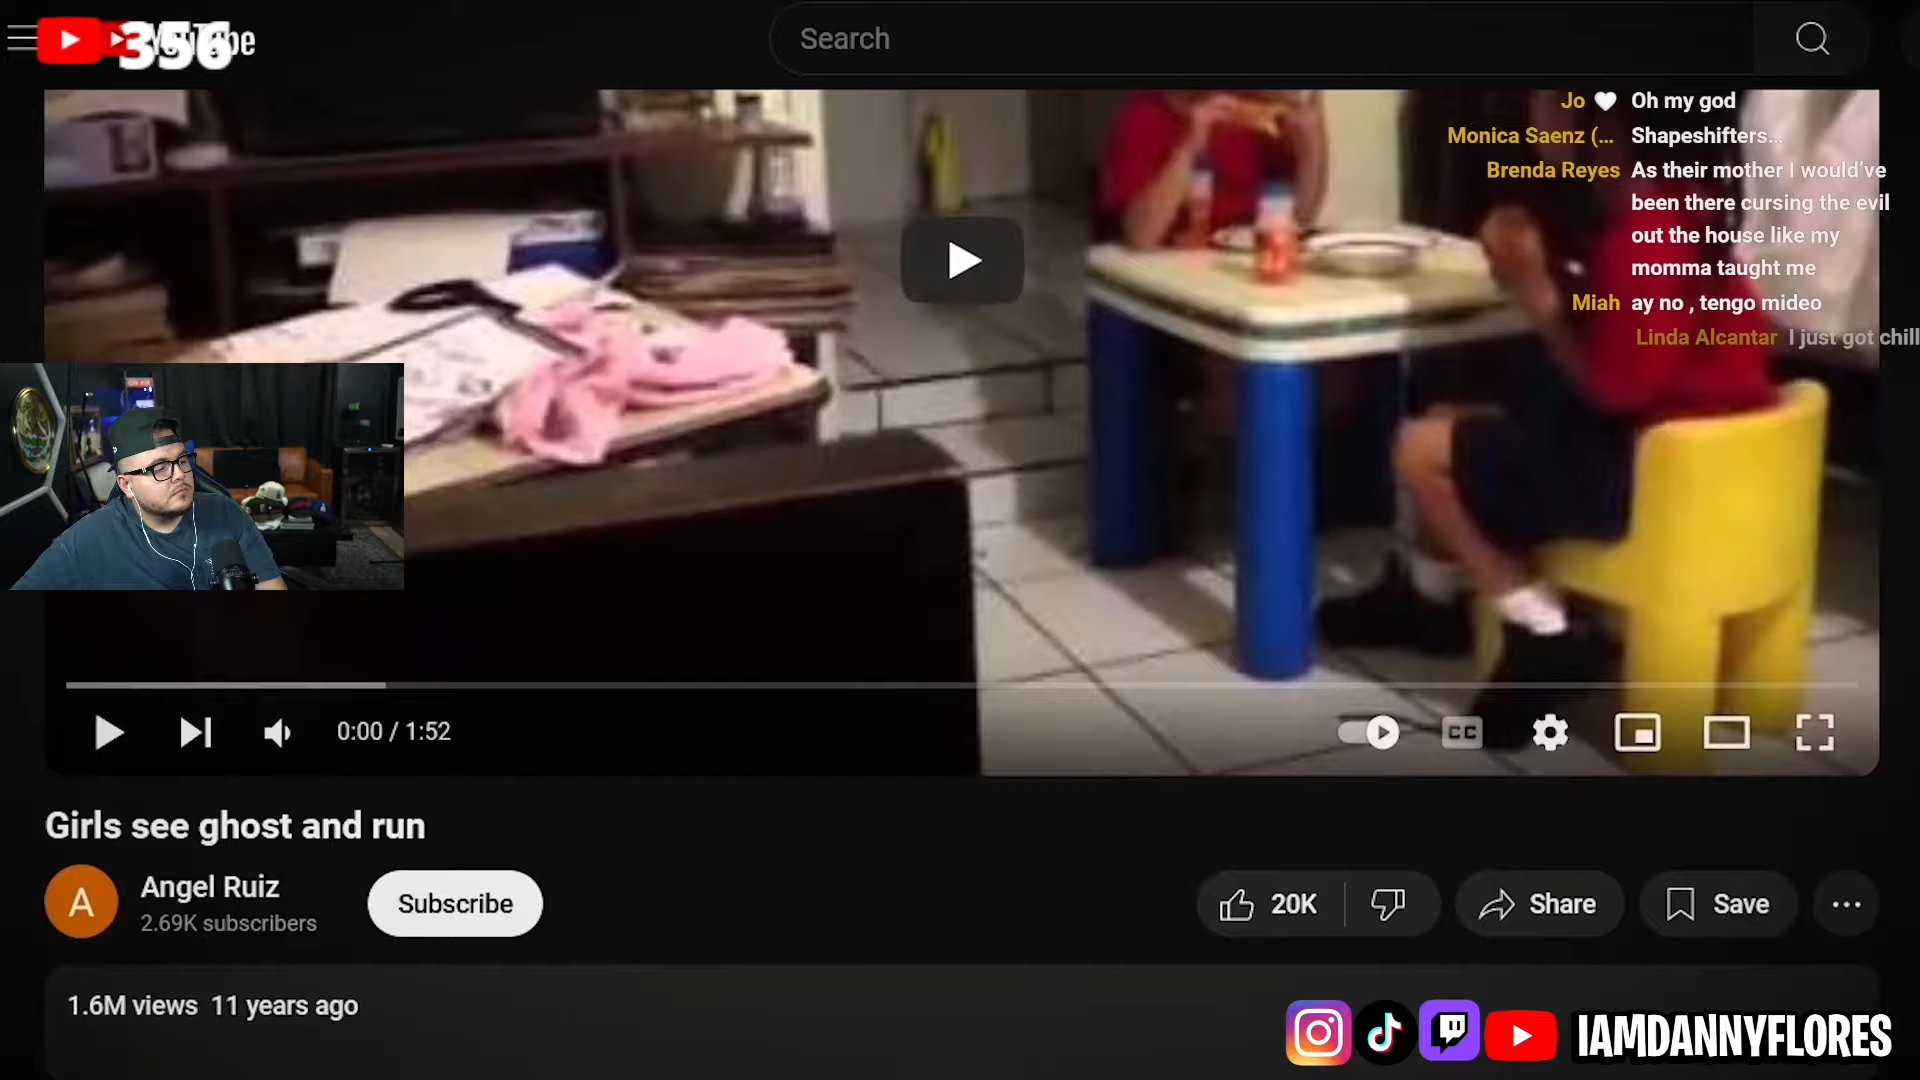 356
Search
Jo Oh my god
Monica Saenz (... Shapeshifters...
Brenda Reyes As their mother I would've
been there cursing the evil
out the house like my
momma taught me
Miah ay no , tengo mideo
Linda Alcantar I just got chill
0:00 / 1:52
CC
Girls see ghost and run
A
Angel Ruiz
2.69K subscribers
Subscribe
20K
Share
Save
1.6M views 11 years ago
IAMDANNYFLORES